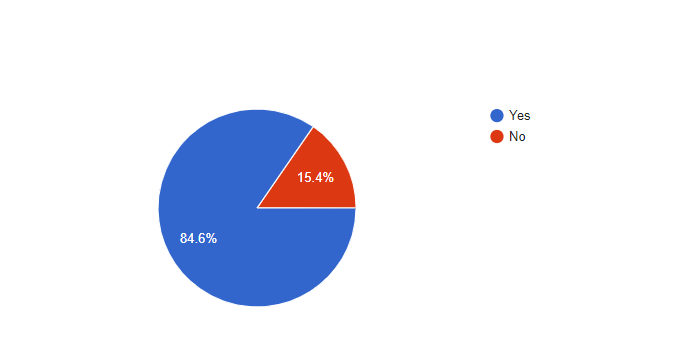 Yes
No
15.4%
84.6%